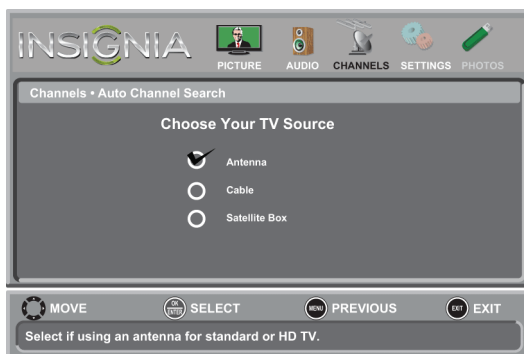 INSIGNIA
PICTURE AUDIO CHANNELS SETTINGS PHOTOS
Channels • Auto Channel Search
Choose Your TV Source
Antenna
Cable
Satellite Box
MOVE OK ENTER SELECT MENU PREVIOUS EXIT EXIT
Select if using an antenna for standard or HD TV.